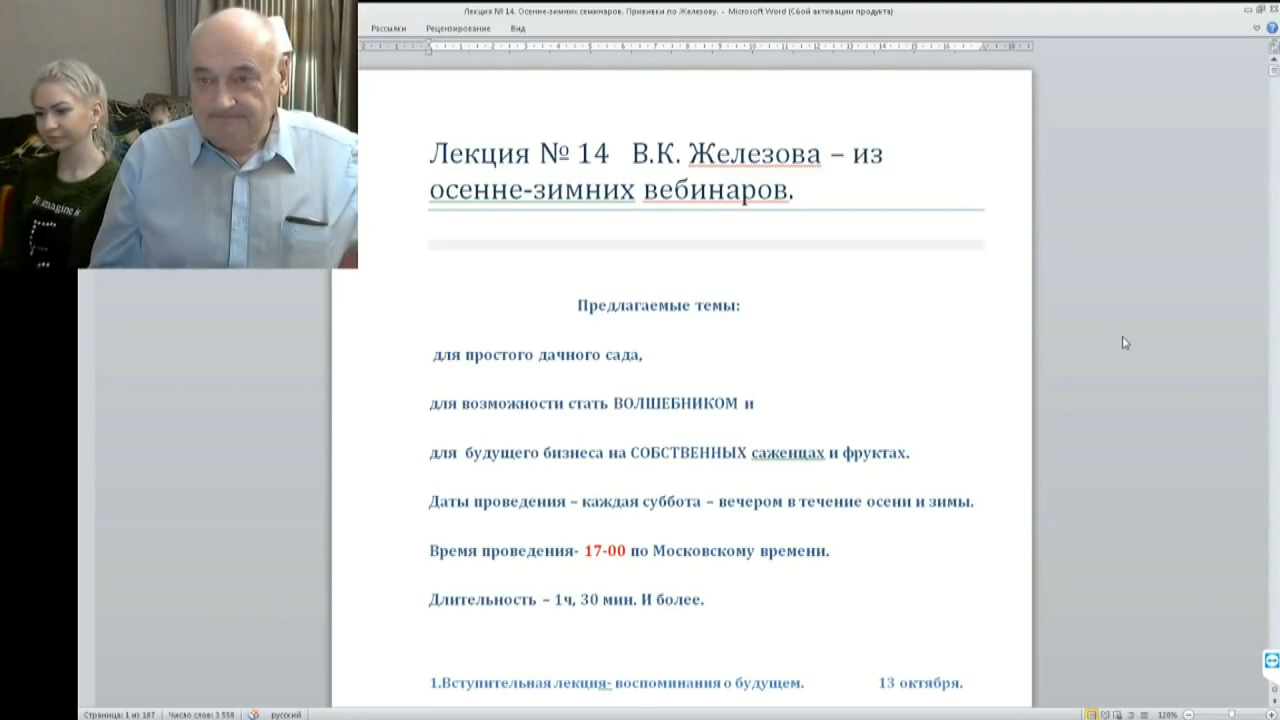 Лекция № 14. Осенне-зимних семинаров. Прививки по Железову. - Microsoft Word (Сбой активации продукта)
Рассылки Рецензирование Вид
Лекция № 14 В.К. Железова – из
осенне-зимних вебинаров.
Предлагаемые темы:
для простого дачного сада,
для возможности стать ВОЛШЕБНИКОМ и
для будущего бизнеса на СОБСТВЕННЫХ саженцах и фруктах.
Даты проведения – каждая суббота – вечером в течение осени и зимы.
Время проведения- 17-00 по Московскому времени.
Длительность – 1ч, 30 мин. И более.
1.Вступительная лекция- воспоминания о будущем. 13 октября.
Страница: 1 из 187 Число слов: 3 558 русский 120%